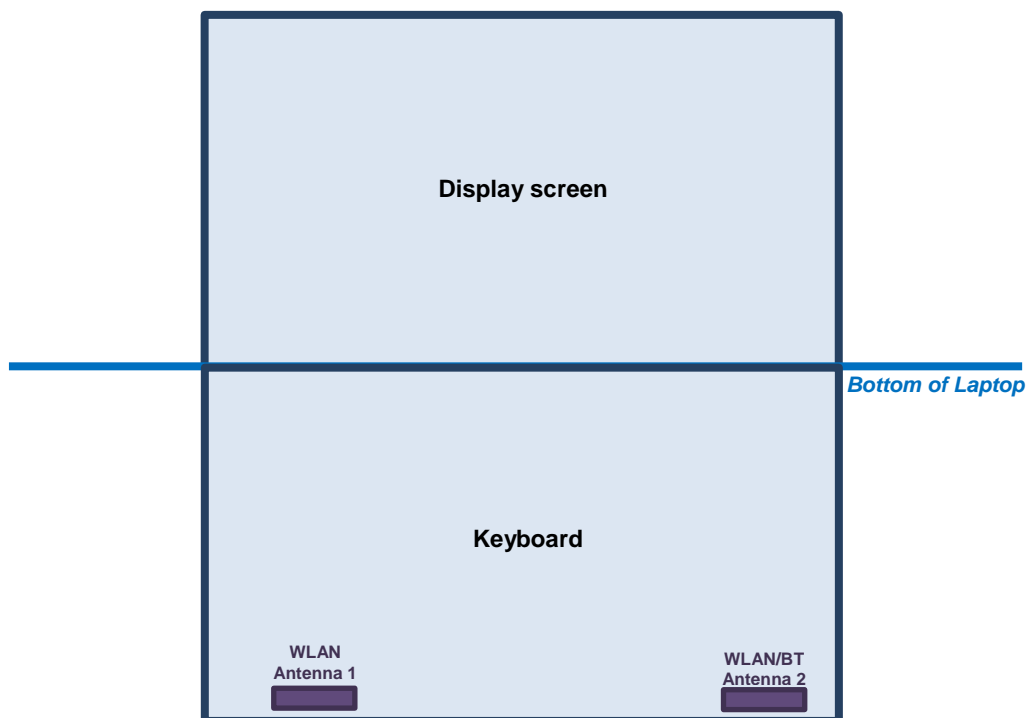 Display screen
Bottom of Laptop
Keyboard
WLAN
Antenna 1
WLAN/BT
Antenna 2